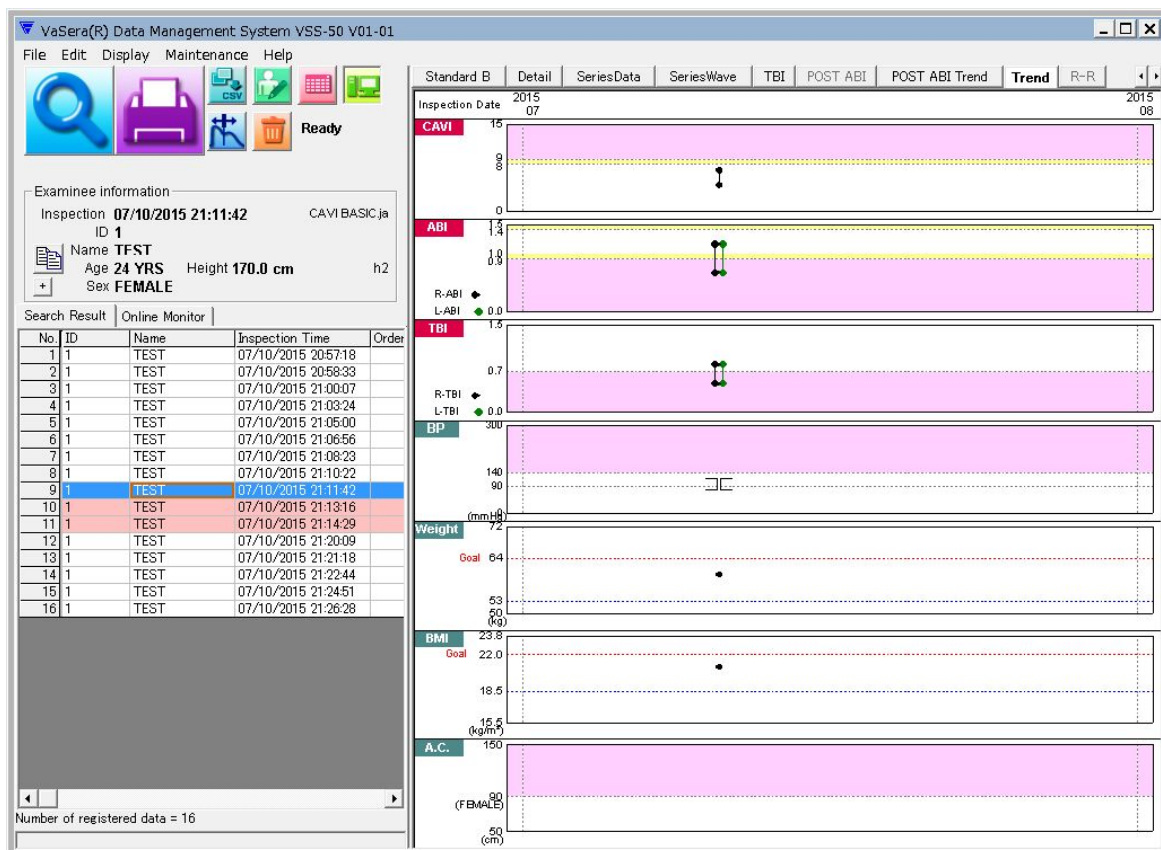 VaSera(R) Data Management System VSS-50 V01-01
File Edit Display Maintenance Help
CSV
Ready
Examinee information
Inspection 07/10/2015 21:11:42 CAVI BASIC.ja
ID 1
Name TEST
Age 24 YRS Height 170.0 cm h2
+ Sex FEMALE
Search Result Online Monitor
No. ID Name Inspection Time Order
1 1 TEST 07/10/2015 20:57:18
2 1 TEST 07/10/2015 20:58:33
3 1 TEST 07/10/2015 21:00:07
4 1 TEST 07/10/2015 21:03:24
5 1 TEST 07/10/2015 21:05:00
6 1 TEST 07/10/2015 21:06:56
7 1 TEST 07/10/2015 21:08:23
8 1 TEST 07/10/2015 21:10:22
9 1 TEST 07/10/2015 21:11:42
10 1 TEST 07/10/2015 21:13:16
11 1 TEST 07/10/2015 21:14:29
12 1 TEST 07/10/2015 21:20:09
13 1 TEST 07/10/2015 21:21:18
14 1 TEST 07/10/2015 21:22:44
15 1 TEST 07/10/2015 21:24:51
16 1 TEST 07/10/2015 21:26:28
Number of registered data = 16
Standard B Detail SeriesData SeriesWave TBI POST ABI POST ABI Trend Trend R-R
2015 2015
Inspection Date 07 08
CAVI 15
9
8
0
ABI 1.5
1.4
1.0
0.9
R-ABI
L-ABI 0.0
TBI 1.5
0.7
R-TBI
L-TBI 0.0
BP 300
140
90
0
(mmHg)
Weight 72
Goal 64
53
50
(kg)
BMI 23.8
Goal 22.0
18.5
15.5
(kg/m²)
A.C. 150
90
(FEMALE)
50
(cm)